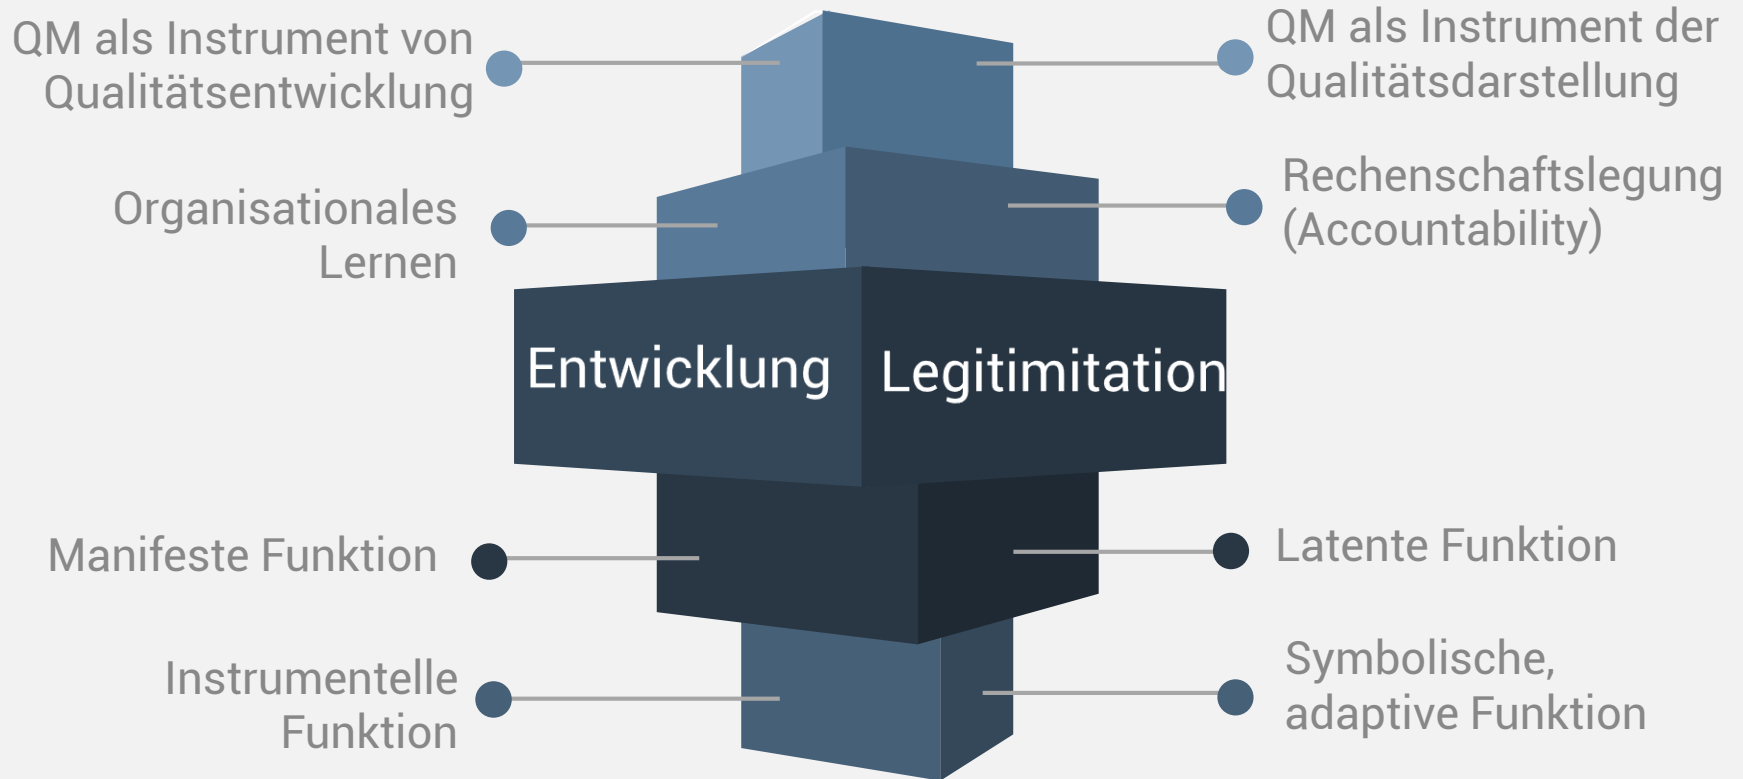 QM als Instrument von
Qualitätsentwicklung
QM als Instrument der
Qualitätsdarstellung
Organisationales
Lernen
Rechenschaftslegung
(Accountability)
Entwicklung
Legitimitation
Manifeste Funktion
Latente Funktion
Instrumentelle
Funktion
Symbolische,
adaptive Funktion